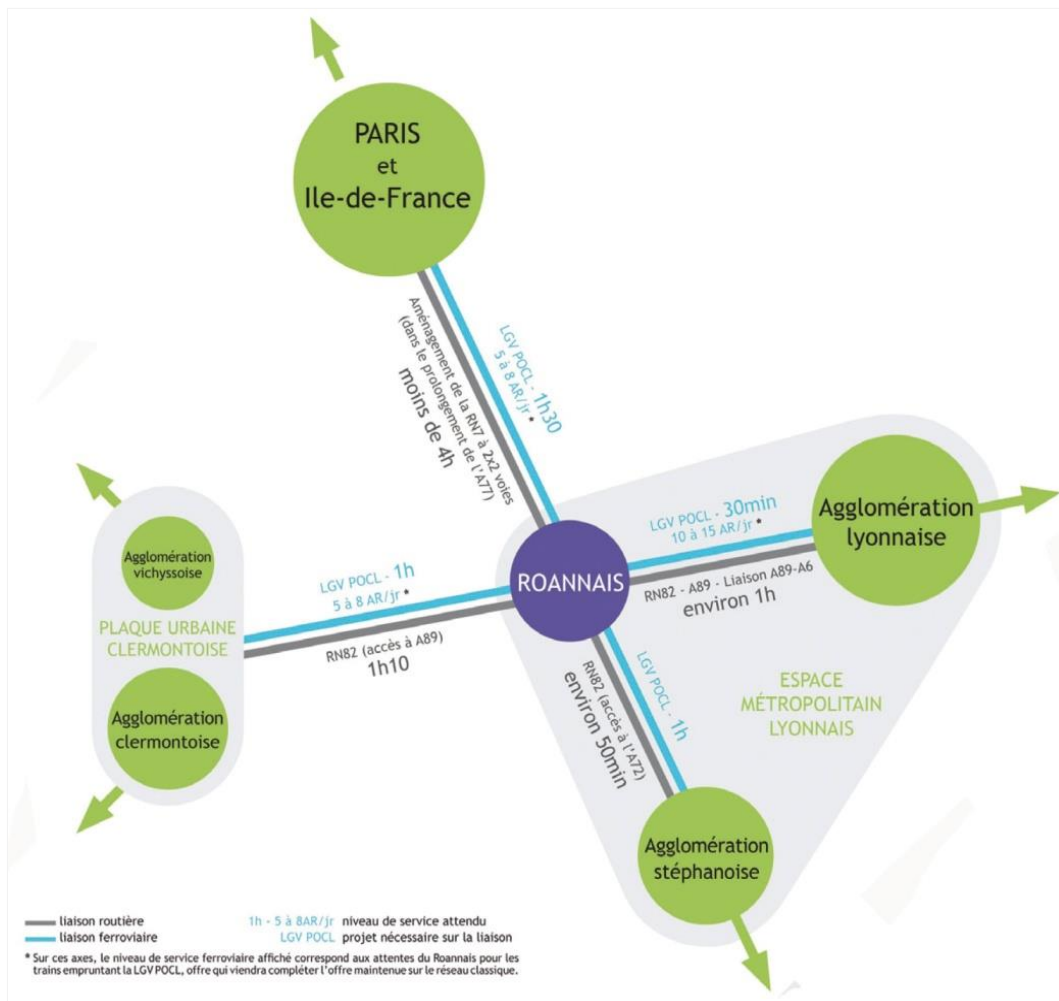 PARIS
et
Ile-de-France
Aménagement de la RN7 à 2x2 voies
(dans le prolongement de l'A77)
moins de 4h
LGV POCL - 1h30
5 à 8 AR/jr *
Agglomération
vichyssoise
PLAQUE URBAINE
CLERMONTOISE
Agglomération
clermontoise
LGV POCL - 1h
5 à 8 AR/jr *
RN82 (accès à A89)
1h10
ROANNAIS
LGV POCL - 30min
10 à 15 AR/jr *
RN82 - A89 - Liaison A89-A6
environ 1h
Agglomération
lyonnaise
RN82 (accès à l'A72)
environ 50min
LGV POCL - 1h
ESPACE
MÉTROPOLITAIN
LYONNAIS
Agglomération
stéphanoise
liaison routière
liaison ferroviaire
1h - 5 à 8AR/jr niveau de service attendu
LGV POCL projet nécessaire sur la liaison
* Sur ces axes, le niveau de service ferroviaire affiché correspond aux attentes du Roannais pour les
trains empruntant la LGV POCL, offre qui viendra compléter l'offre maintenue sur le réseau classique.